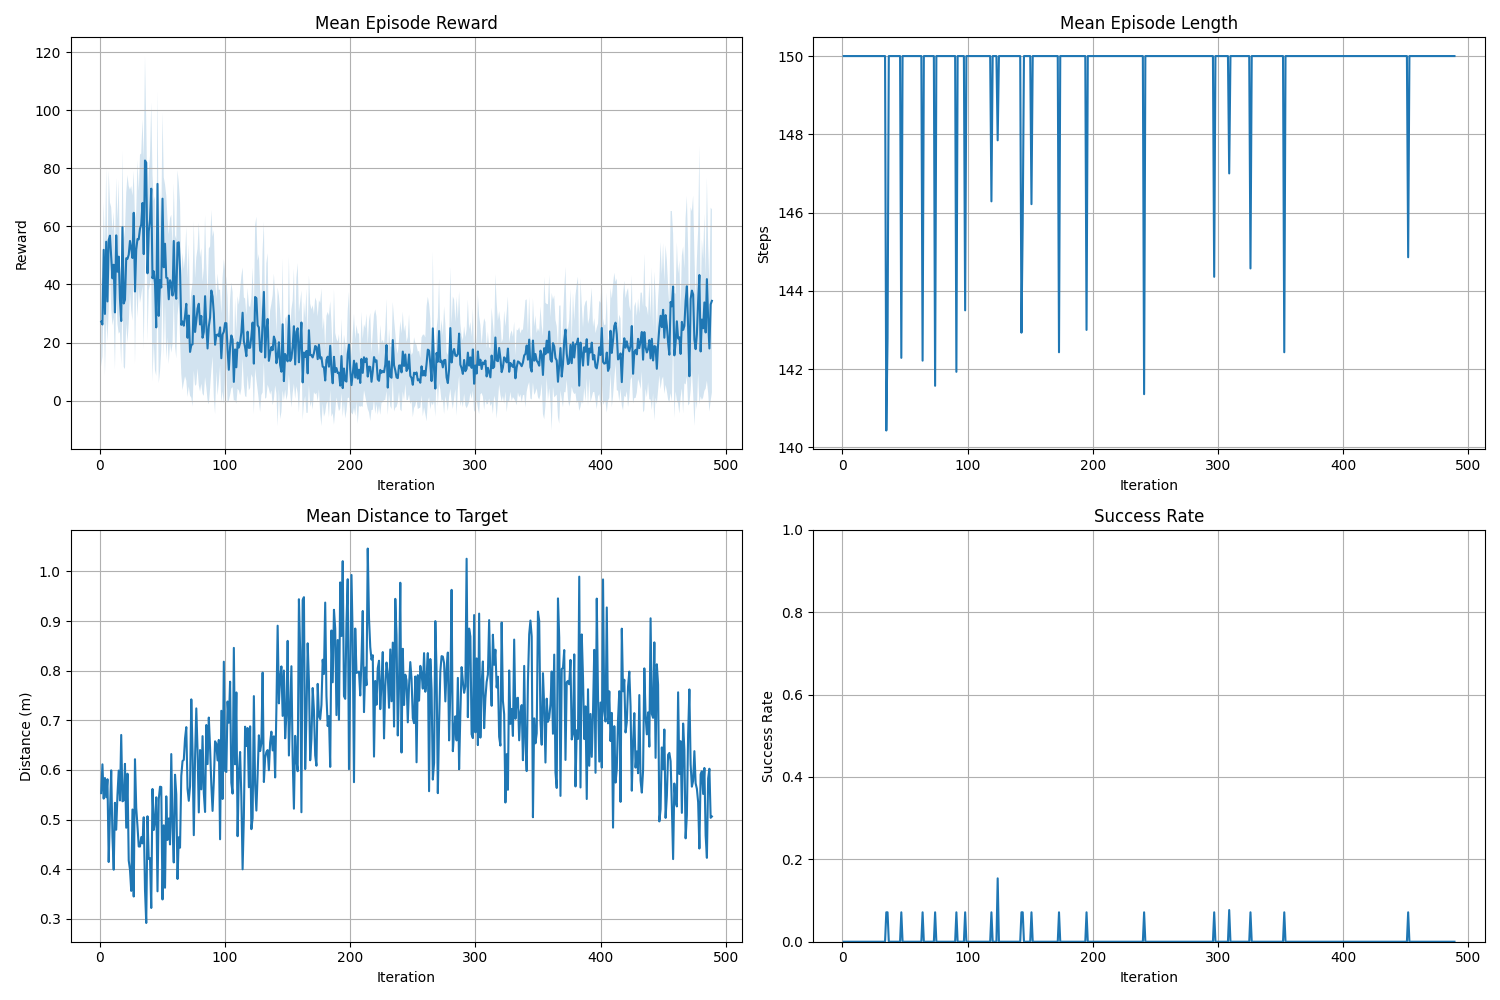 Mean Episode Reward
120
100
80
60
40
20
0
Reward
0 100 200 300 400 500
Iteration
Mean Episode Length
150
148
146
144
142
140
Steps
0 100 200 300 400 500
Iteration
Mean Distance to Target
1.0
0.9
0.8
0.7
0.6
0.5
0.4
0.3
Distance (m)
0 100 200 300 400 500
Iteration
Success Rate
1.0
0.8
0.6
0.4
0.2
0.0
Success Rate
0 100 200 300 400 500
Iteration